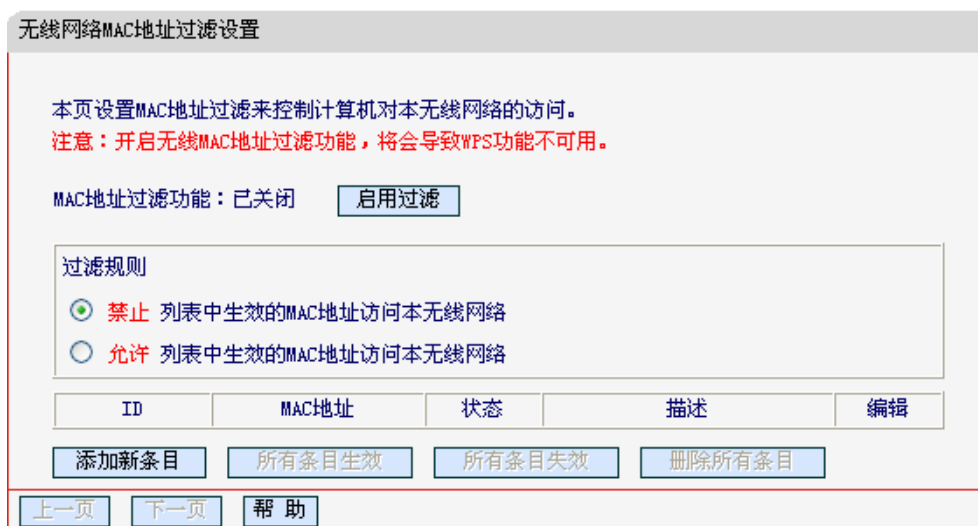 无线网络MAC地址过滤设置
本页设置MAC地址过滤来控制计算机对本无线网络的访问。
注意：开启无线MAC地址过滤功能，将会导致WPS功能不可用。
MAC地址过滤功能：已关闭 启用过滤
过滤规则
禁止 列表中生效的MAC地址访问本无线网络
允许 列表中生效的MAC地址访问本无线网络
ID MAC地址 状态 描述 编辑
添加新条目 所有条目生效 所有条目失效 删除所有条目
上一页 下一页 帮 助